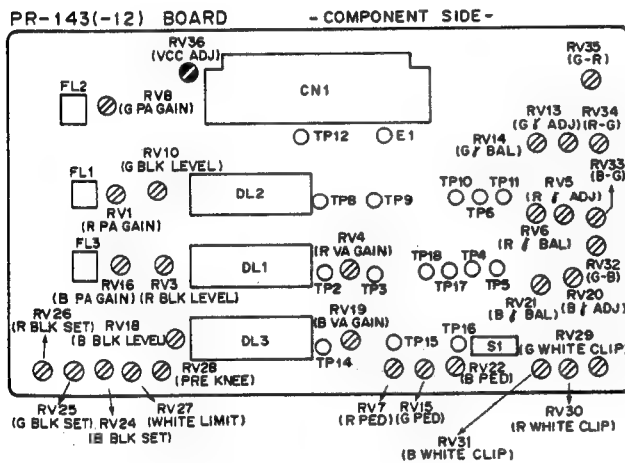 PR-143(-12) BOARD
-COMPONENT SIDE-
RV36
(VCC ADJ)
RV35
(G-R)
FL2
RV8
(G PA GAIN)
CN1
RV13
(G γ ADJ)
RV34
(R-G)
TP12
E1
RV14
(G γ BAL)
RV33
(B-G)
RV10
(G BLK LEVEL)
FL1
RV1
(R PA GAIN)
DL2
TP8
TP9
TP10
TP6
TP11
RV5
(R γ ADJ)
RV6
(R γ BAL)
FL3
RV16
(B PA GAIN)
RV3
(R BLK LEVEL)
DL1
RV4
(R VA GAIN)
TP2
TP3
TP18
TP17
TP4
TP5
RV32
(G-B)
RV26
(R BLK SET)
RV18
(B BLK LEVEL)
DL3
RV19
(B VA GAIN)
TP14
TP15
TP16
S1
RV21
(B γ BAL)
RV20
(B γ ADJ)
RV29
(G WHITE CLIP)
RV28
(PRE KNEE)
RV22
(B PED)
RV25
(G BLK SET)
RV24
(B BLK SET)
RV27
(WHITE LIMIT)
RV7
(R PED)
RV15
(G PED)
RV31
(B WHITE CLIP)
RV30
(R WHITE CLIP)